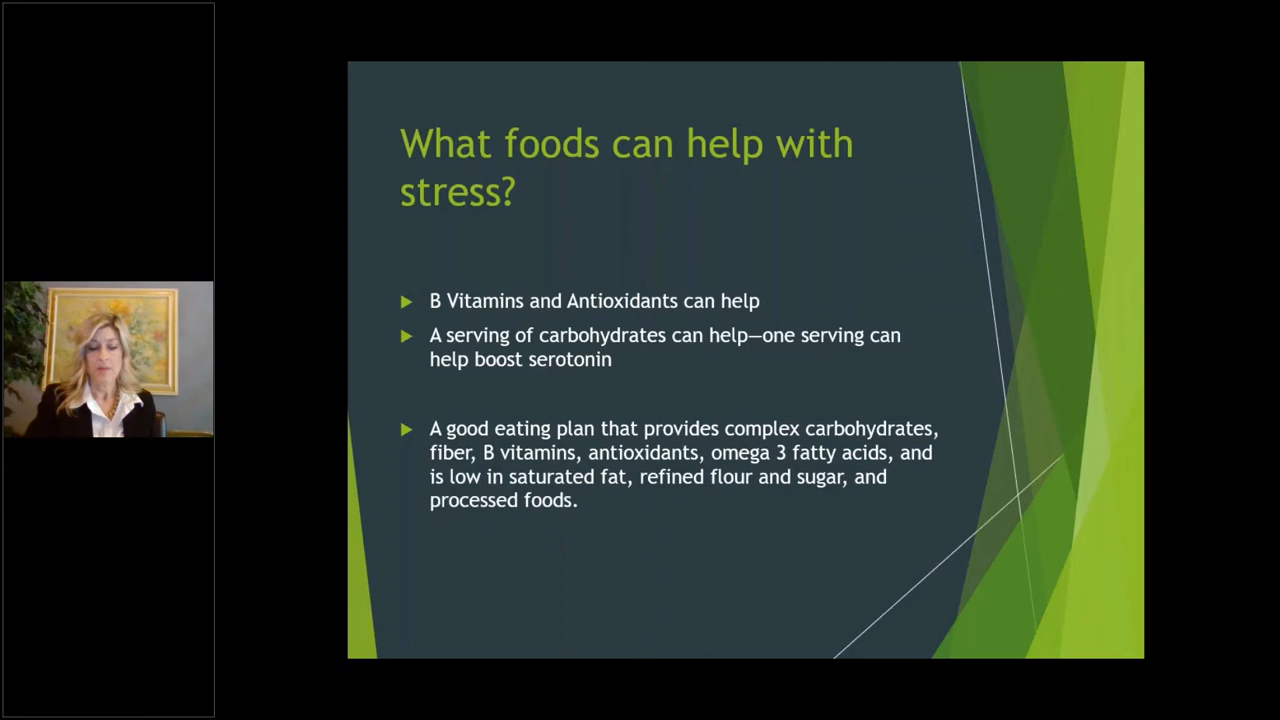 What foods can help with
stress?
B Vitamins and Antioxidants can help
A serving of carbohydrates can help—one serving can
help boost serotonin
A good eating plan that provides complex carbohydrates,
fiber, B vitamins, antioxidants, omega 3 fatty acids, and
is low in saturated fat, refined flour and sugar, and
processed foods.